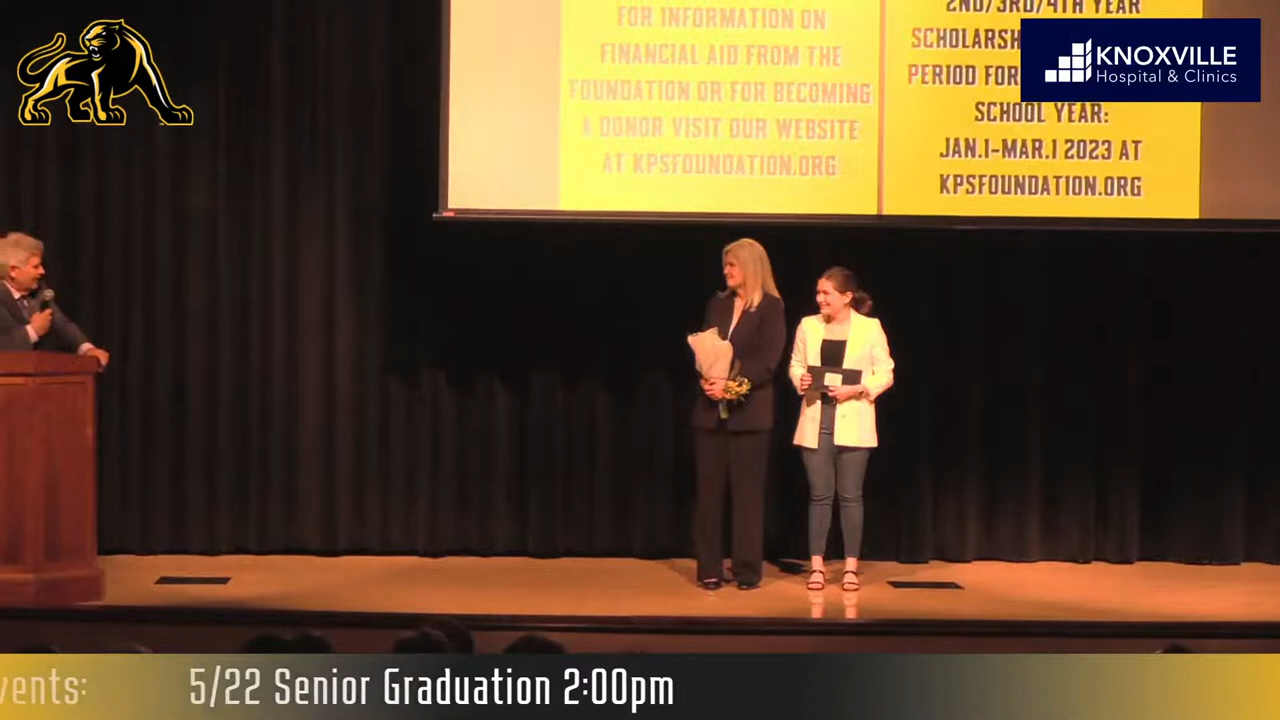 FOR INFORMATION ON
FINANCIAL AID FROM THE
FOUNDATION OR FOR BECOMING
A DONOR VISIT OUR WEBSITE
AT KPSFOUNDATION.ORG
2ND/3RD/4TH YEAR
PERIOD FOR
SCHOOL YEAR:
JAN.1-MAR.1 2023 AT
KPSFOUNDATION.ORG
KNOXVILLE
Hospital & Clinics
5/22 Senior Graduation 2:00pm